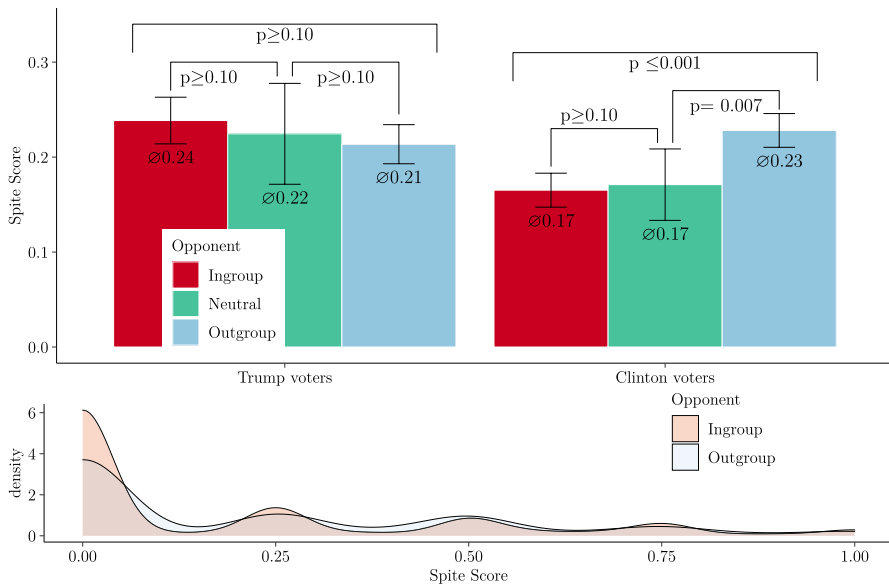 p≥0.10
p≥0.10
p≥0.10
p ≤0.001
p≥0.10
p= 0.007
0.3
0.2
0.1
0.0
Spite Score
∅0.24
∅0.22
∅0.21
∅0.17
∅0.17
∅0.23
Opponent
Ingroup
Neutral
Outgroup
Trump voters
Clinton voters
Opponent
Ingroup
Outgroup
6
4
2
0
density
0.00
0.25
0.50
0.75
1.00
Spite Score